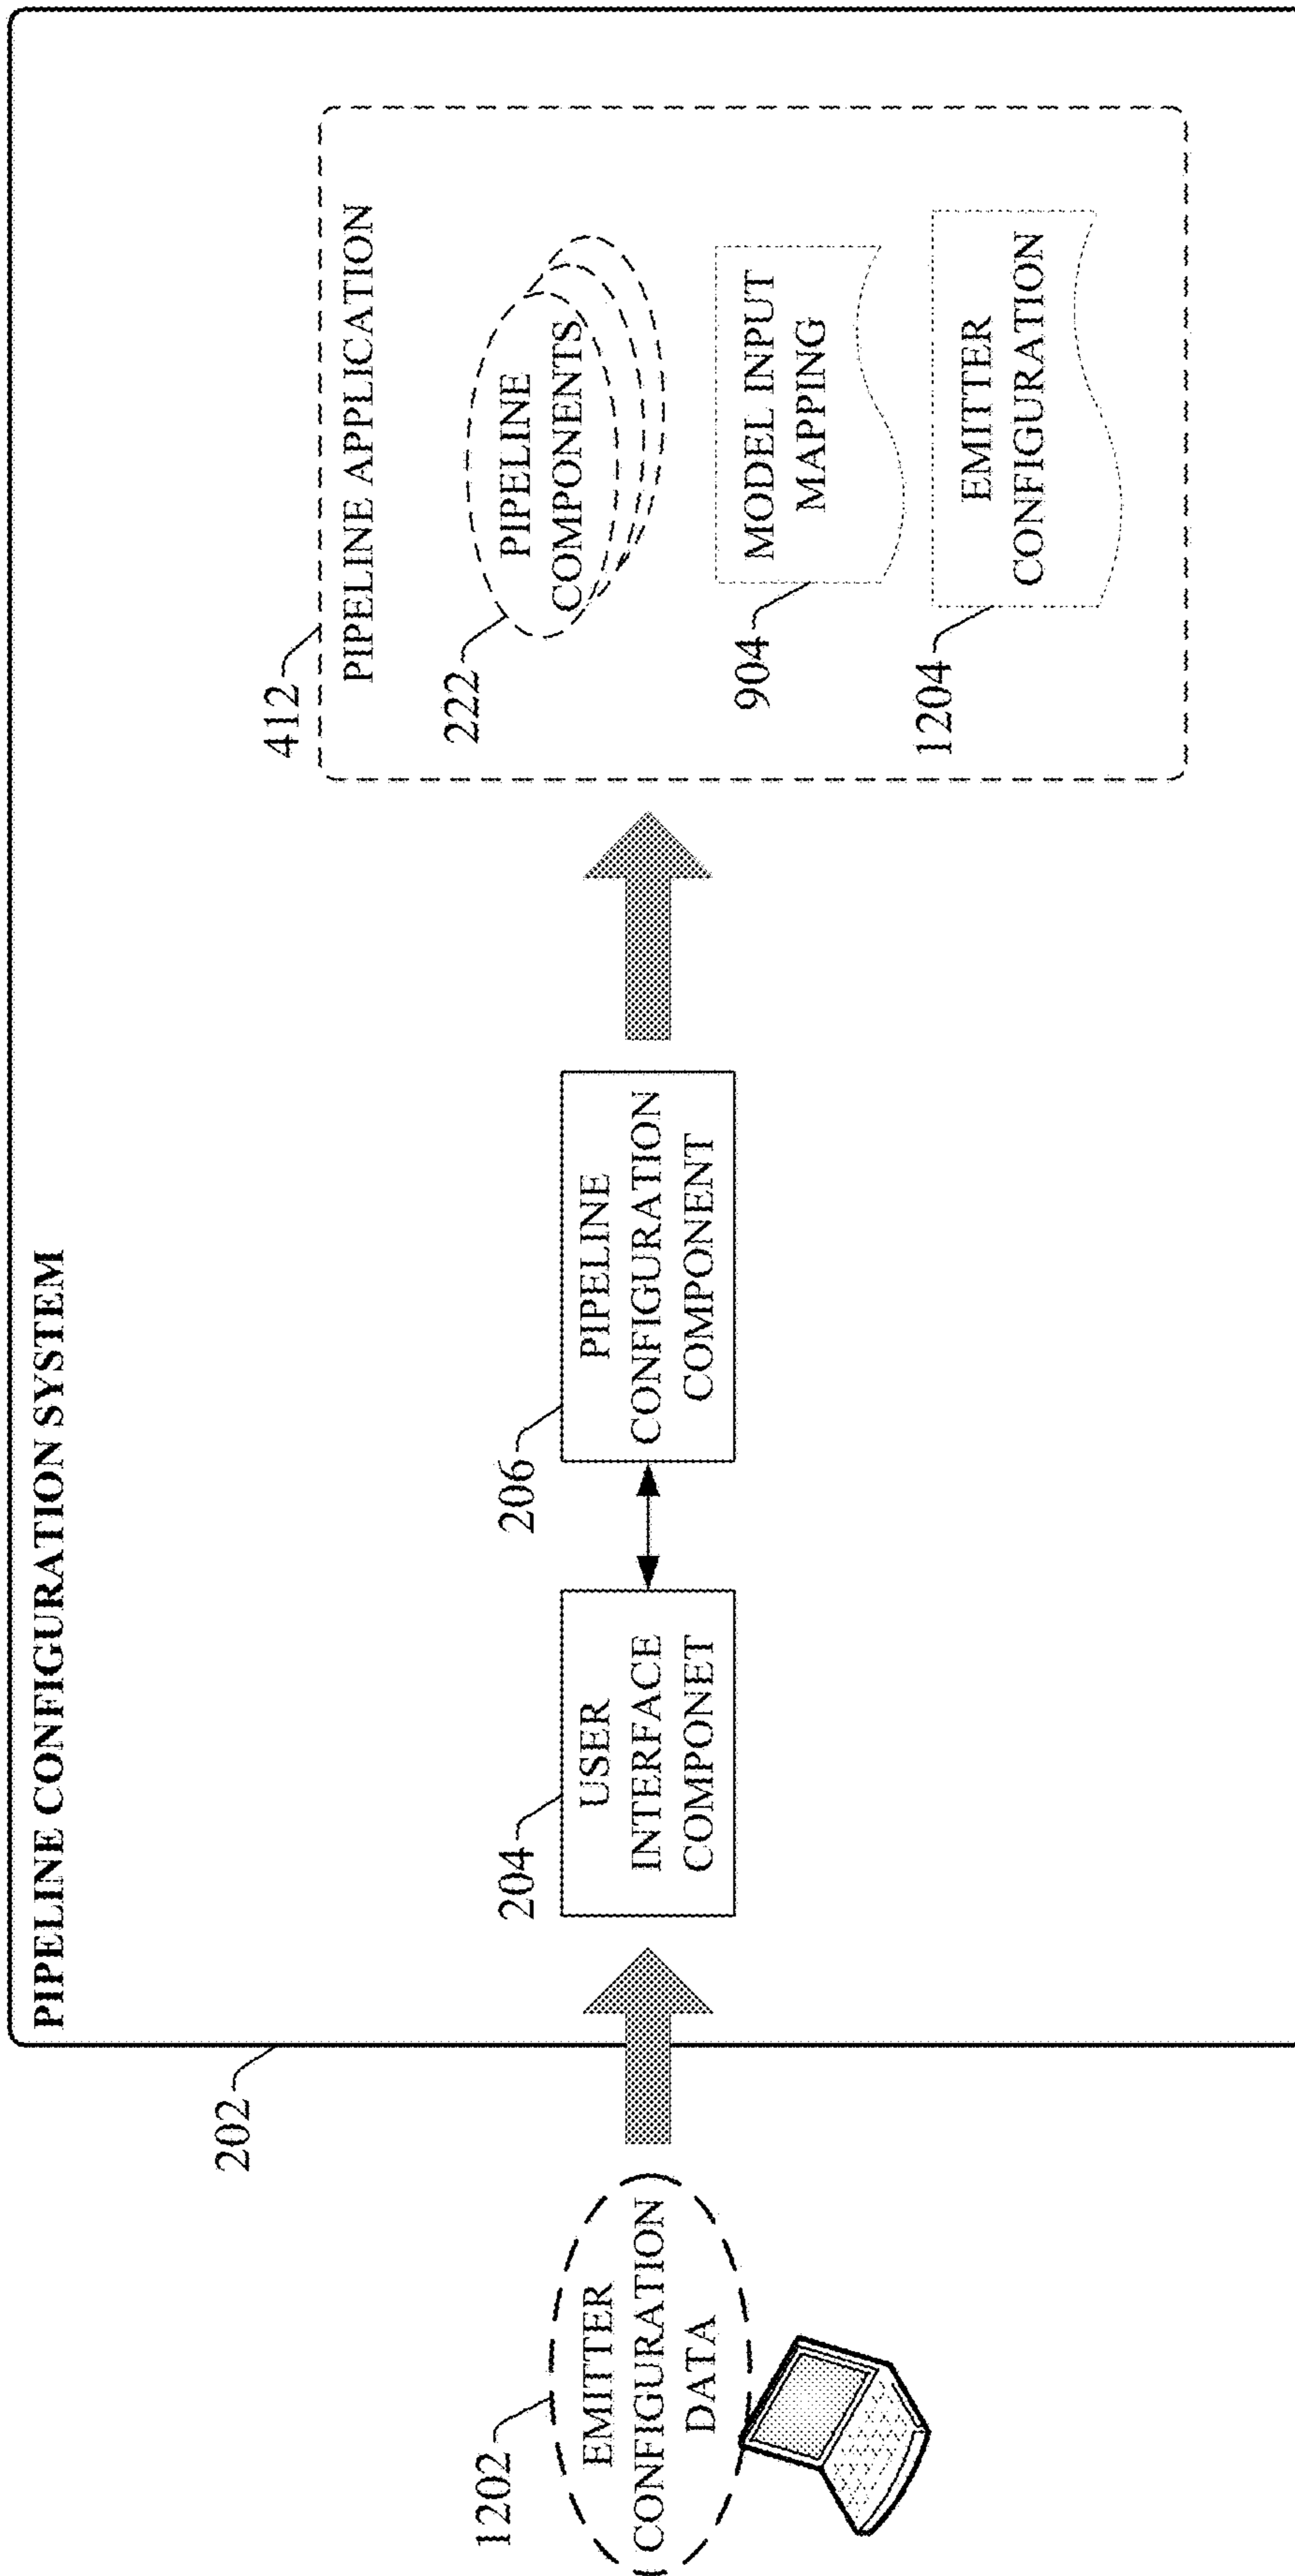 PIPELINE CONFIGURATION SYSTEM
202
1202
EMITTER
CONFIGURATION
DATA
204
USER
INTERFACE
COMPONET
206
PIPELINE
CONFIGURATION
COMPONENT
412
PIPELINE APPLICATION
222
PIPELINE
COMPONENTS
904
MODEL INPUT
MAPPING
1204
EMITTER
CONFIGURATION